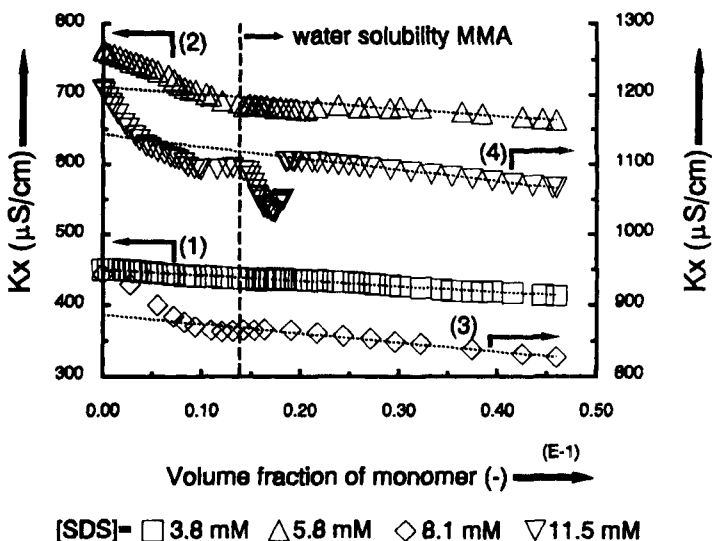 Kx (μS/cm)
800
700
600
500
400
300
(2)
water solubility MMA
(4)
(1)
(3)
1300
1200
1100
1000
900
800
Kx (μS/cm)
0.00 0.10 0.20 0.30 0.40 0.50
(E-1)
Volume fraction of monomer (-)
[SDS]= 3.8 mM 5.8 mM 8.1 mM 11.5 mM